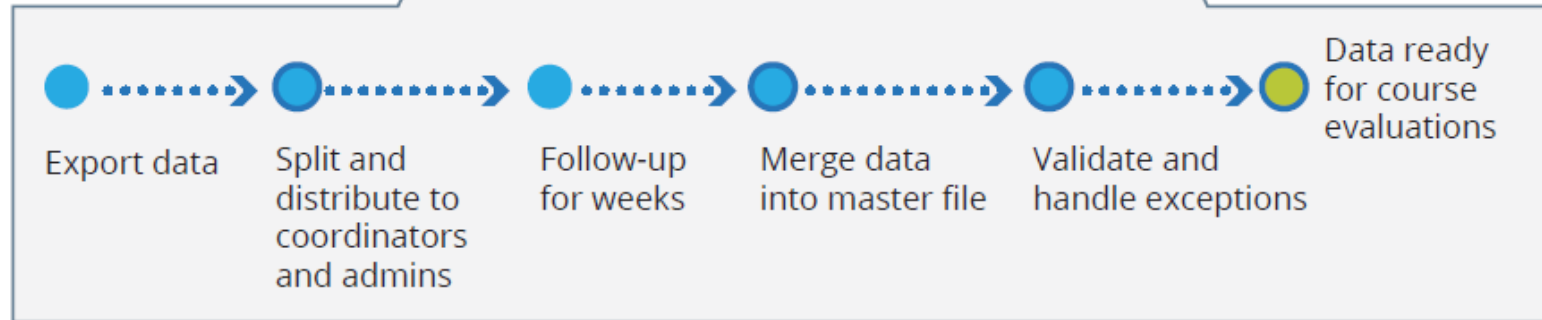 Export data
Split and
distribute to
coordinators
and admins
Follow-up
for weeks
Merge data
into master file
Validate and
handle exceptions
Data ready
for course
evaluations